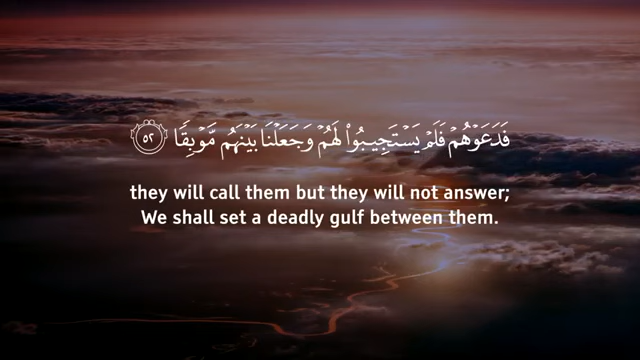 فَدَعَوْهُمْ فَلَمْ يَسْتَجِيبُوا۟ لَهُمْ وَجَعَلْنَا بَيْنَهُم مَّوْبِقًا ٥٢
they will call them but they will not answer;
We shall set a deadly gulf between them.